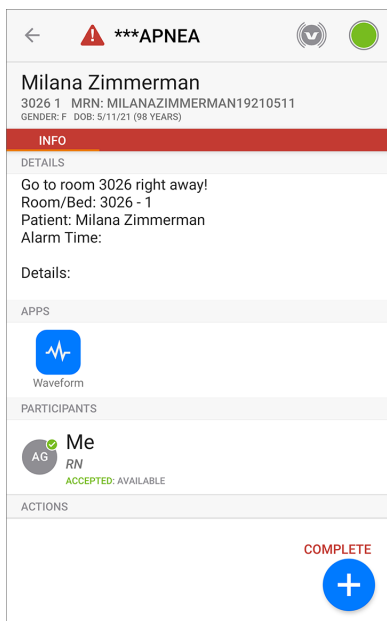 ***APNEA
Milana Zimmerman
3026 1 MRN: MILANAZIMMERMAN19210511
GENDER: F DOB: 5/11/21 (98 YEARS)
INFO
DETAILS
Go to room 3026 right away!
Room/Bed: 3026 - 1
Patient: Milana Zimmerman
Alarm Time:
Details:
APPS
Waveform
PARTICIPANTS
AG
Me
RN
ACCEPTED: AVAILABLE
ACTIONS
COMPLETE